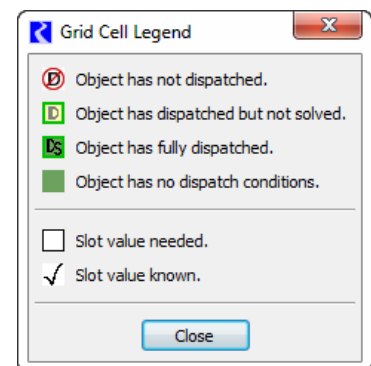 Grid Cell Legend
D Object has not dispatched.
D Object has dispatched but not solved.
DS Object has fully dispatched.
Object has no dispatch conditions.
Slot value needed.
Slot value known.
Close